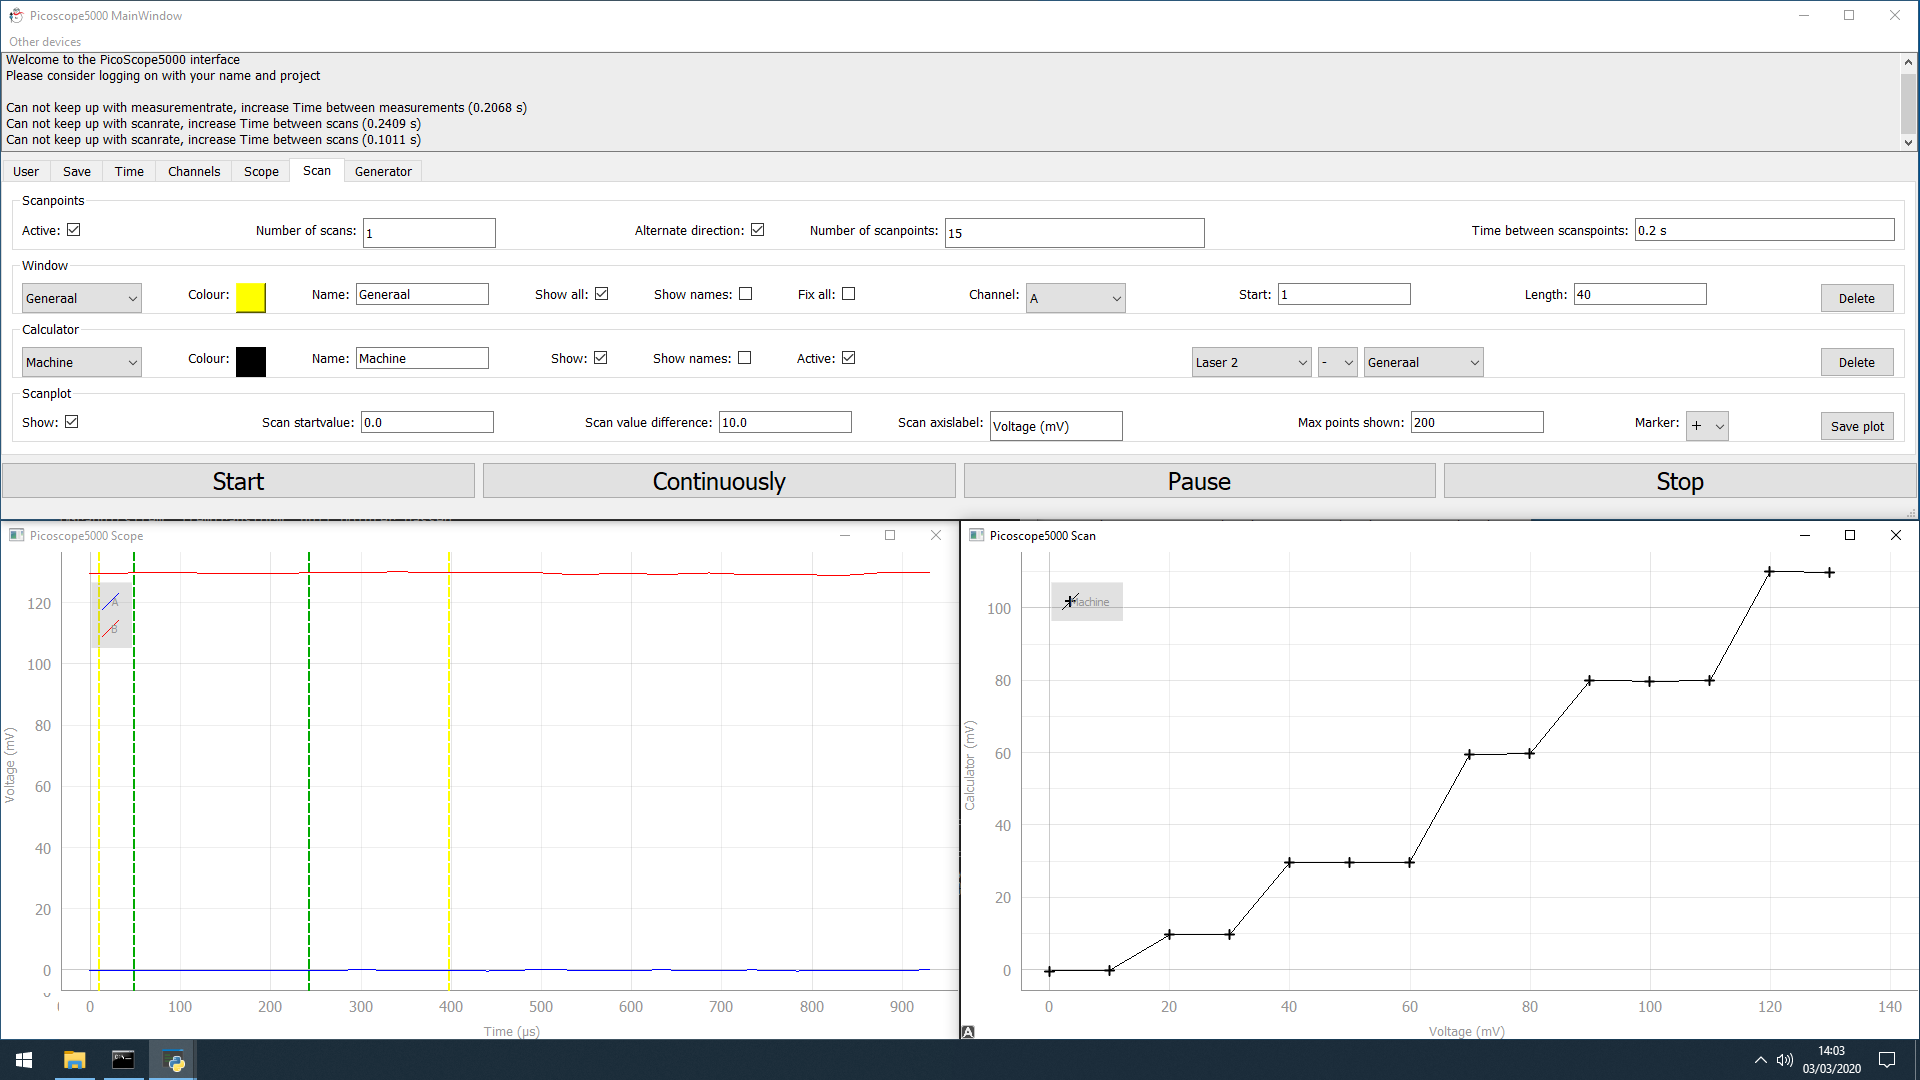 Picoscope5000 MainWindow
Other devices
Welcome to the PicoScope5000 interface
Please consider logging on with your name and project
Can not keep up with measurementrate, increase Time between measurements (0.2068 s)
Can not keep up with scanrate, increase Time between scans (0.2409 s)
Can not keep up with scanrate, increase Time between scans (0.1011 s)
User Save Time Channels Scope Scan Generator
Scanpoints
Active: Number of scans: 1 Alternate direction: Number of scanpoints: 15 Time between scanspoints: 0.2 s
Window
Generaal Colour: Name: Generaal Show all: Show names: Fix all: Channel: A Start: 1 Length: 40 Delete
Calculator
Machine Colour: Name: Machine Show: Show names: Active: Laser 2 - Generaal Delete
Scanplot
Show: Scan startvalue: 0.0 Scan value difference: 10.0 Scan axislabel: Voltage (mV) Max points shown: 200 Marker: + Save plot
Start Continuously Pause Stop
Picoscope5000 Scope
A
B
120
100
80
60
40
20
0
Voltage (mV)
0 100 200 300 400 500 600 700 800 900
Time (µs)
Picoscope5000 Scan
Machine
100
80
60
40
20
0
Calculator (mV)
0 20 40 60 80 100 120 140
Voltage (mV)
A
14:03
03/03/2020